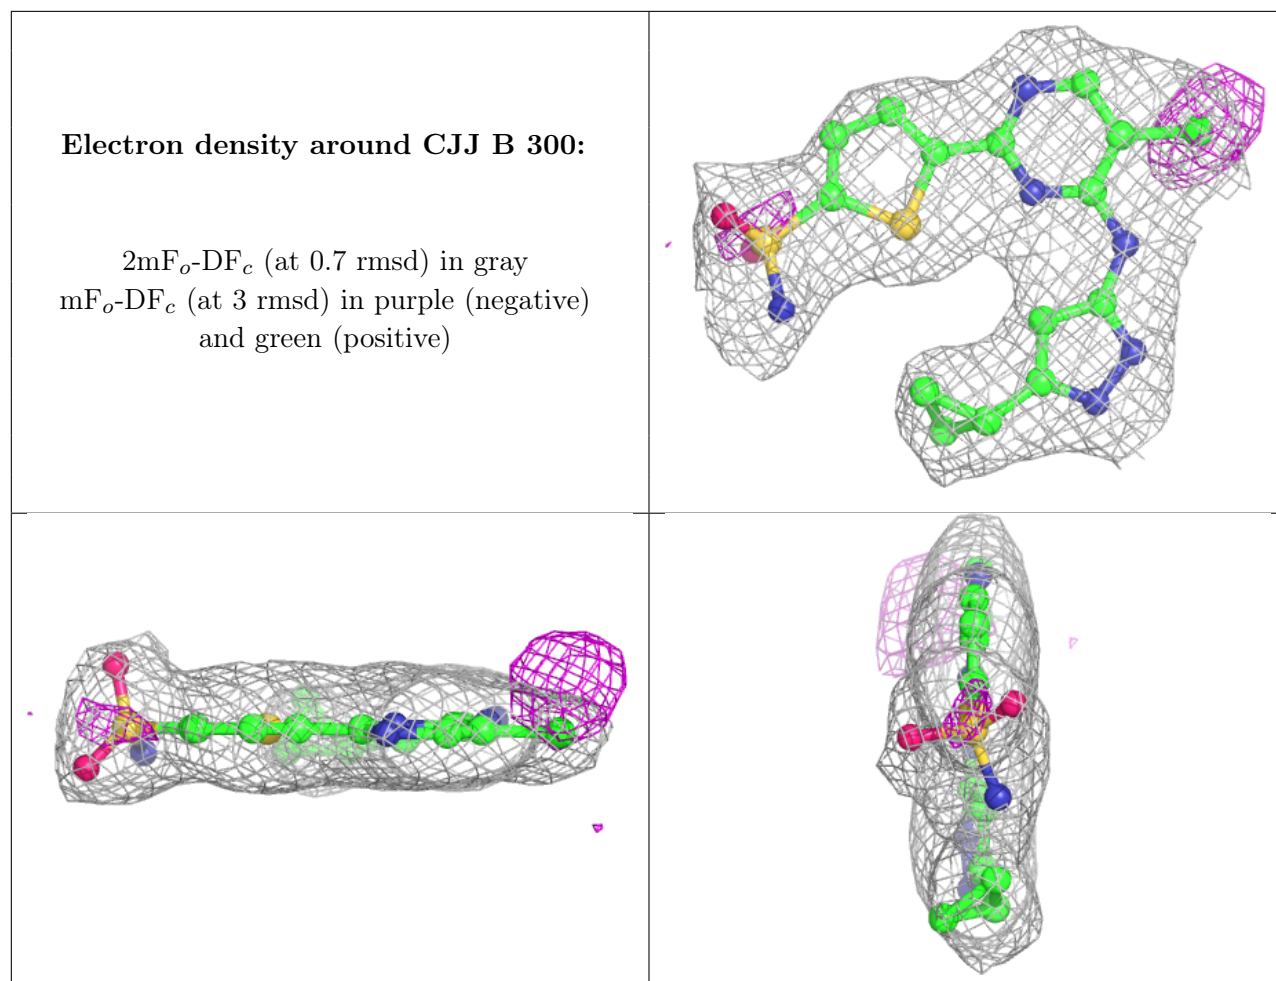 Electron density around CJJ B 300:
2mFo-DFc (at 0.7 rmsd) in gray
mFo-DFc (at 3 rmsd) in purple (negative)
and green (positive)